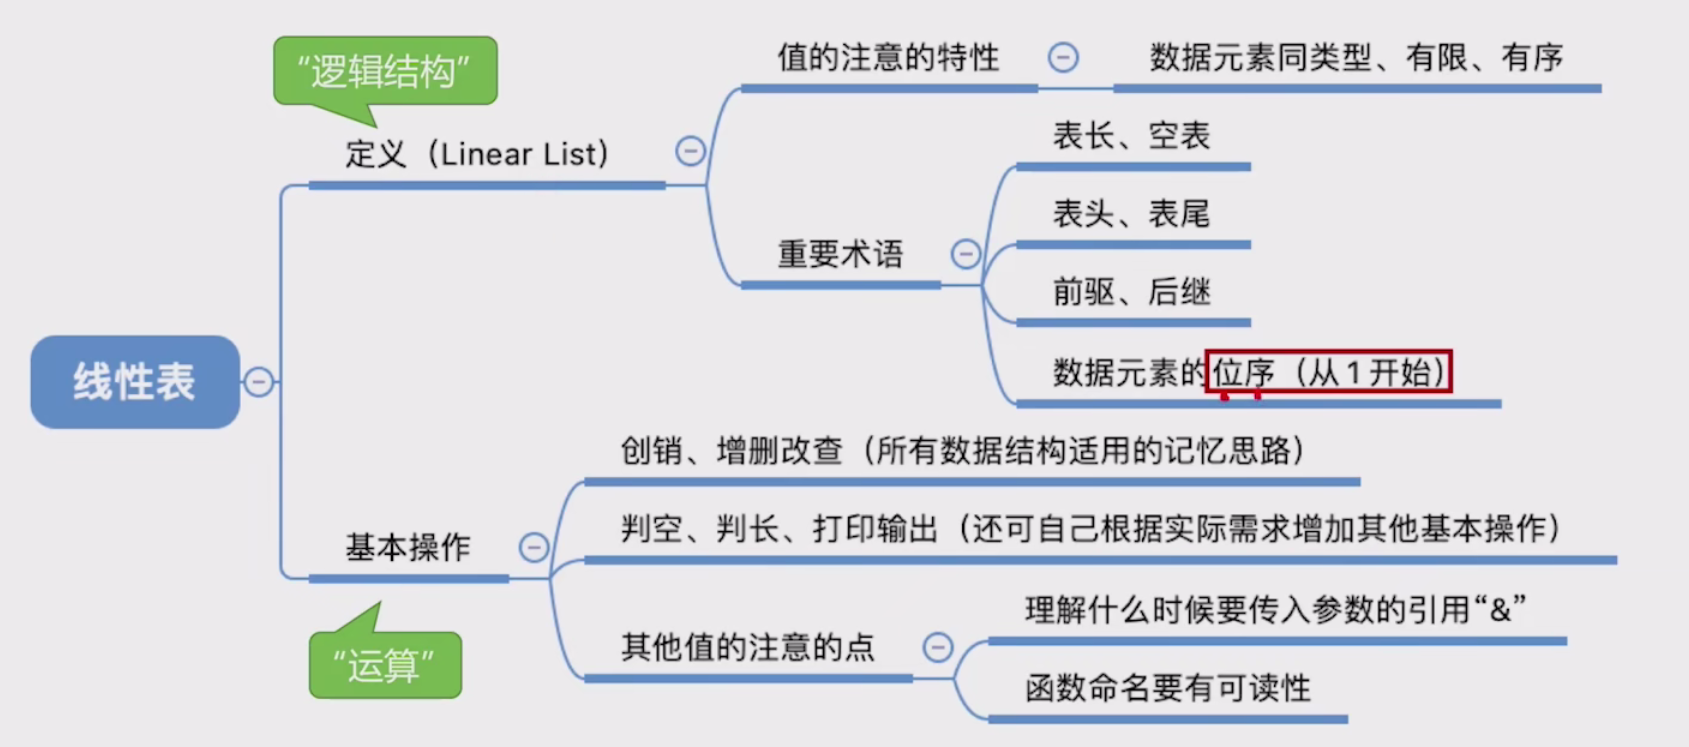 “逻辑结构”
值的注意的特性
数据元素同类型、有限、有序
定义（Linear List）
表长、空表
表头、表尾
重要术语
前驱、后继
数据元素的位序（从 1 开始）
线性表
创销、增删改查（所有数据结构适用的记忆思路）
判空、判长、打印输出（还可自己根据实际需求增加其他基本操作）
基本操作
理解什么时候要传入参数的引用“&”
其他值的注意的点
“运算”
函数命名要有可读性